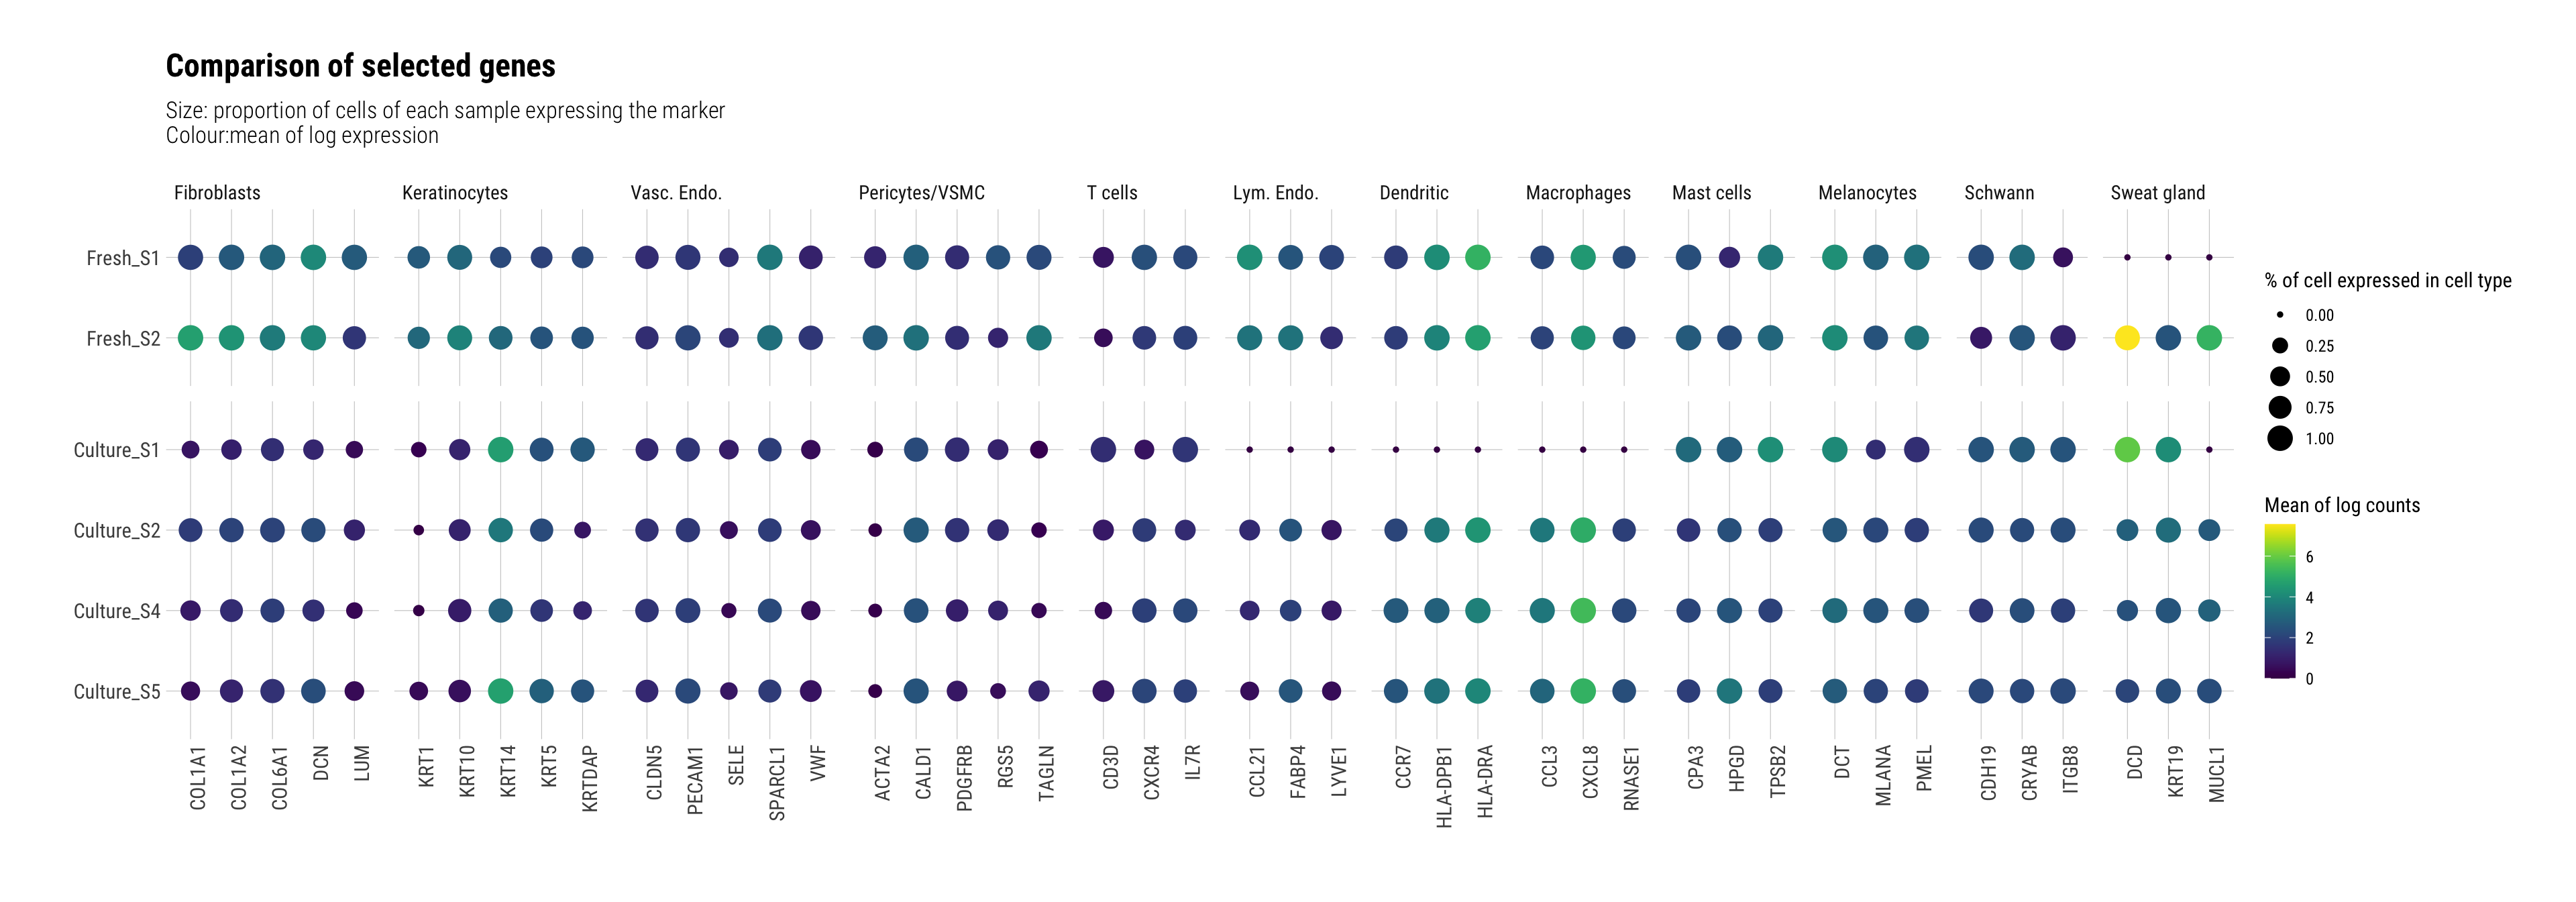 Comparison of selected genes
Size: proportion of cells of each sample expressing the marker
Colour:mean of log expression
Fibroblasts Keratinocytes Vasc. Endo. Pericytes/VSMC T cells Lym. Endo. Dendritic Macrophages Mast cells Melanocytes Schwann Sweat gland
Fresh_S1
Fresh_S2
Culture_S1
Culture_S2
Culture_S4
Culture_S5
COL1A1 COL1A2 COL6A1 DCN LUM KRT1 KRT10 KRT14 KRT5 KRTDAP CLDN5 PECAM1 SELE SPARCL1 VWF ACTA2 CALD1 PDGFRB RGS5 TAGLN CD3D CXCR4 IL7R CCL21 FABP4 LYVE1 CCR7 HLA-DPB1 HLA-DRA CCL3 CXCL8 RNASE1 CPA3 HPGD TPSB2 DCT MLANA PMEL CDH19 CRYAB ITGB8 DCD KRT19 MUCL1
% of cell expressed in cell type
0.00
0.25
0.50
0.75
1.00
Mean of log counts
6
4
2
0